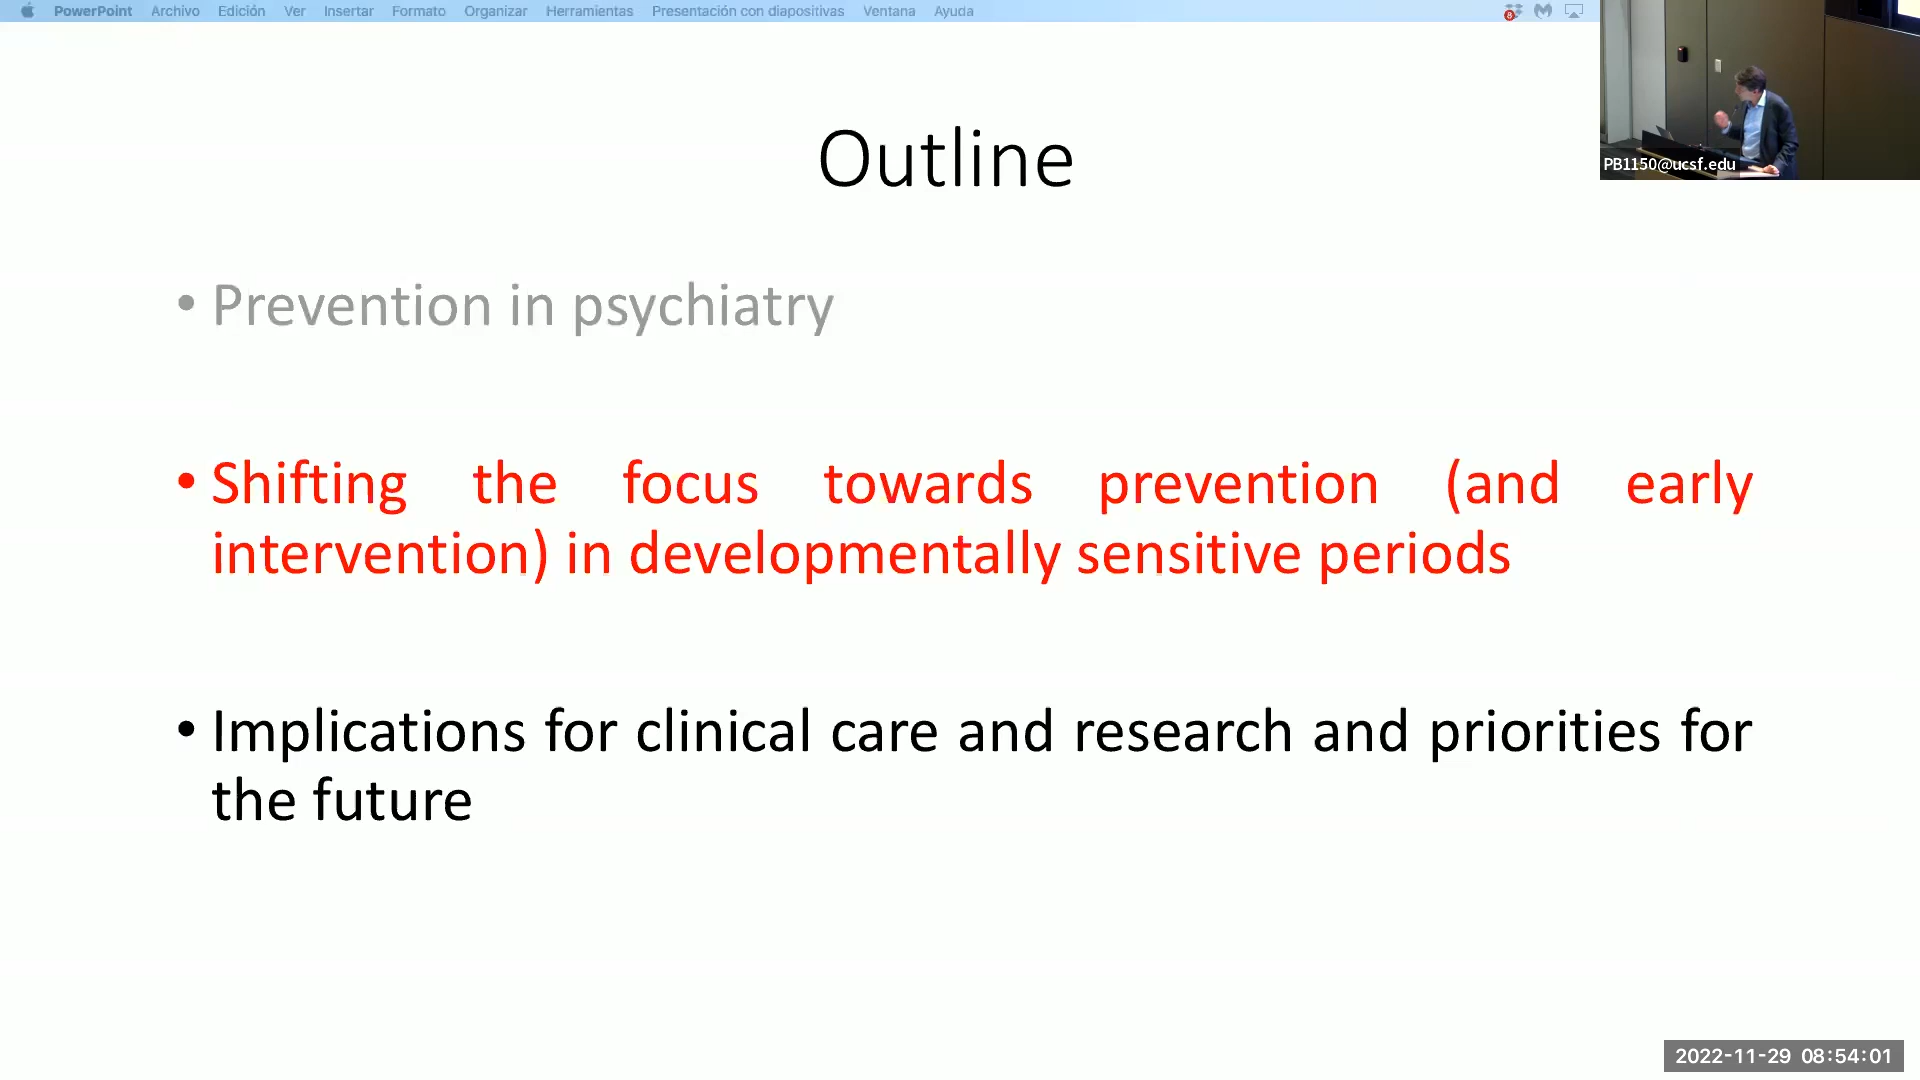 PowerPoint Archivo Edición Ver Insertar Formato Organizar Herramientas Presentación con diapositivas Ventana Ayuda
8
PB1150@ucsf.edu
Outline
• Prevention in psychiatry
• Shifting the focus towards prevention (and early
intervention) in developmentally sensitive periods
• Implications for clinical care and research and priorities for
the future
2022-11-29 08:54:01